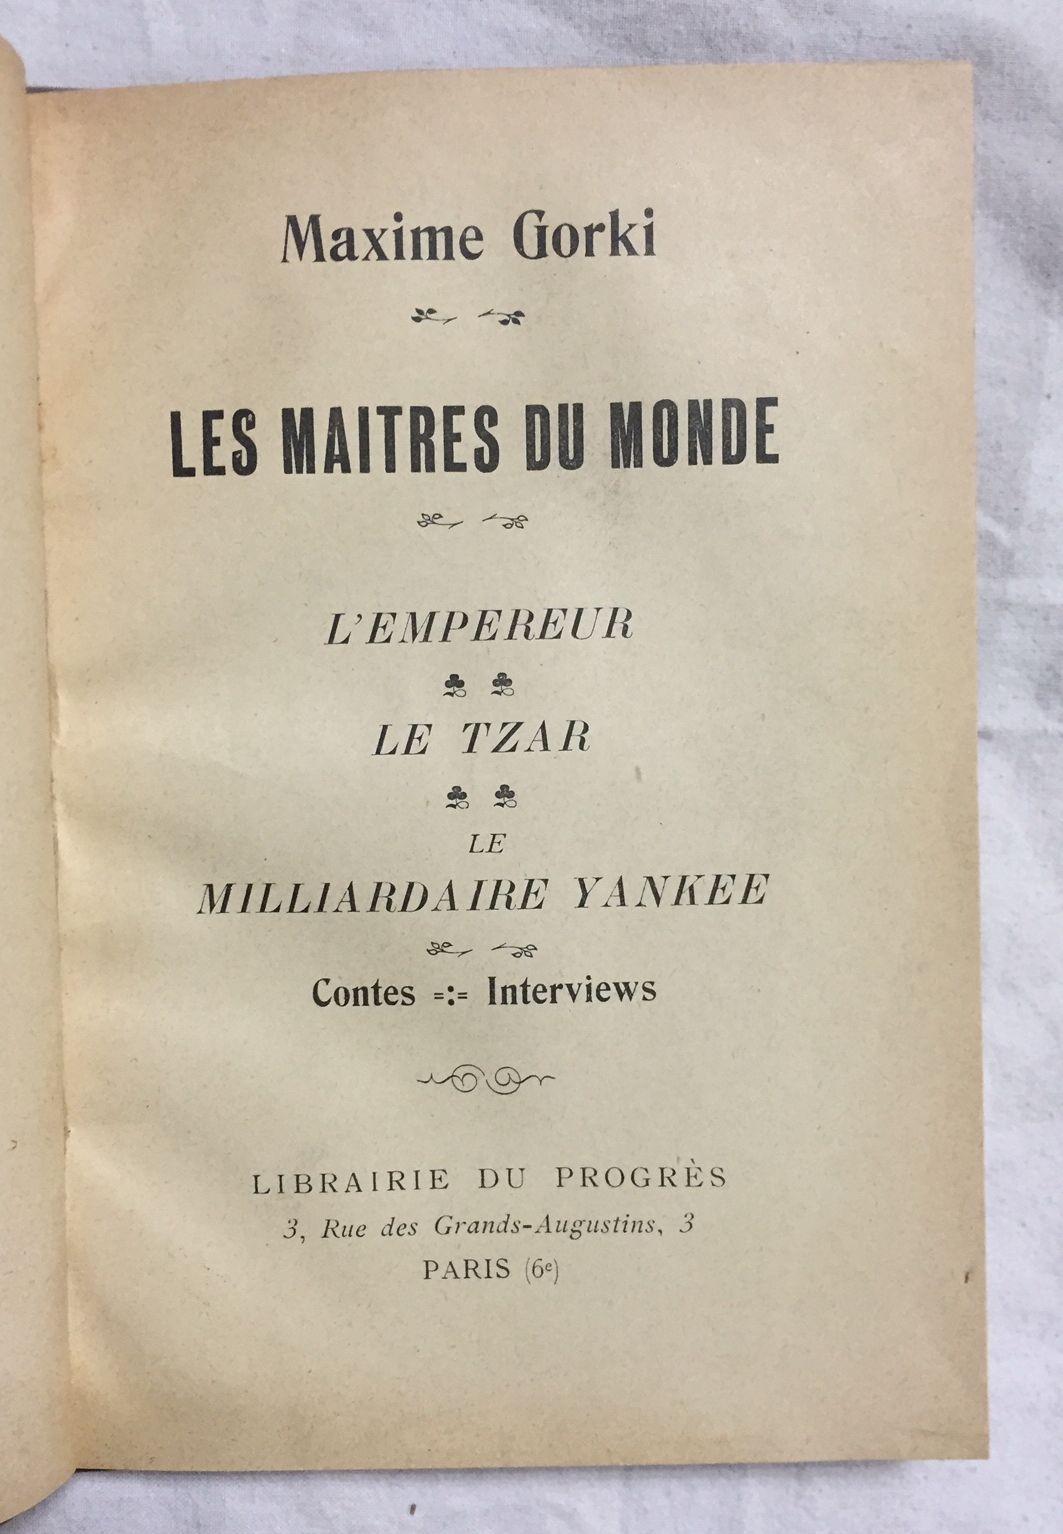 Maxime Gorki
LES MAITRES DU MONDE
L'EMPEREUR
LE TZAR
LE
MILLIARDAIRE YANKEE
Contes =:= Interviews
LIBRAIRIE DU PROGRÈS
3, Rue des Grands-Augustins, 3
PARIS (6e)